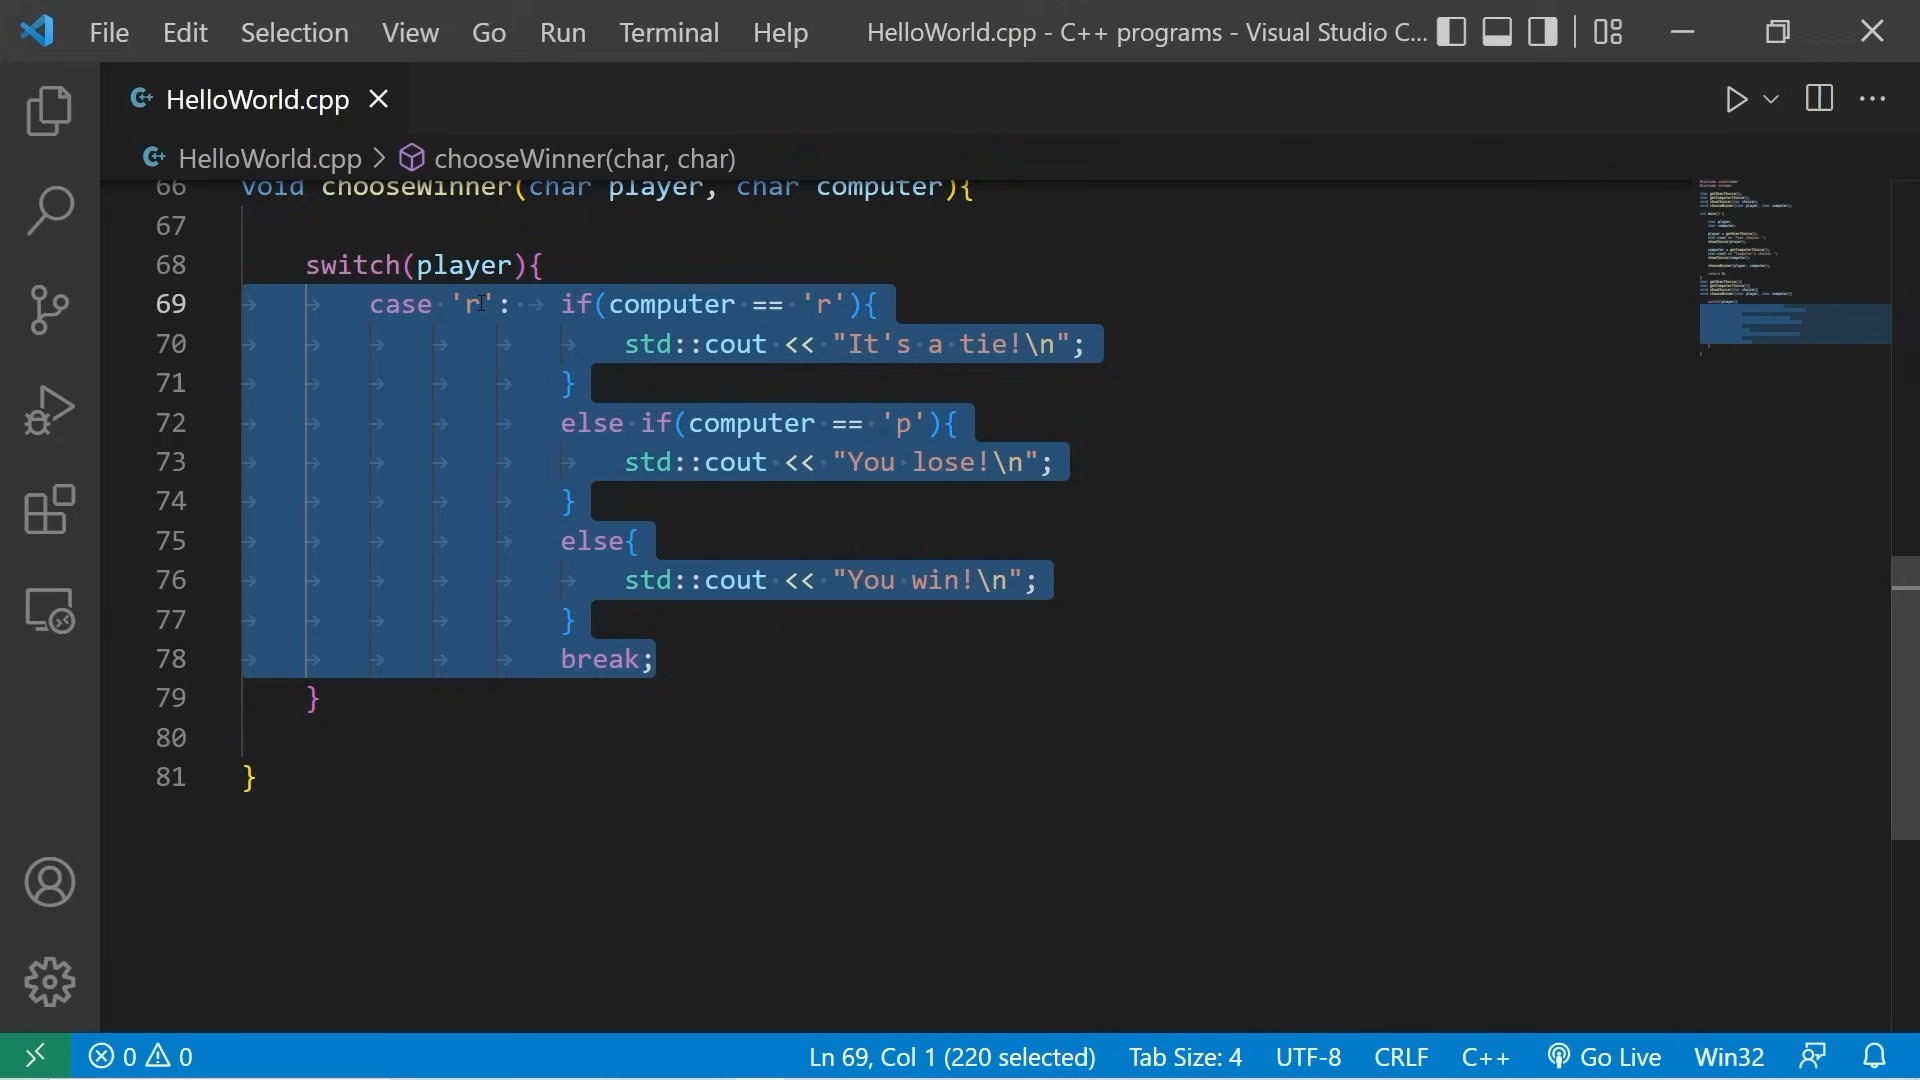 File Edit Selection View Go Run Terminal Help HelloWorld.cpp - C++ programs - Visual Studio C...
HelloWorld.cpp
HelloWorld.cpp > chooseWinner(char, char)
66 void chooseWinner(char player, char computer){
67
68 switch(player){
69 case 'r': if(computer == 'r'){
70 std::cout << "It's a tie!\n";
71 }
72 else if(computer == 'p'){
73 std::cout << "You lose!\n";
74 }
75 else{
76 std::cout << "You win!\n";
77 }
78 break;
79 }
80
81 }
0 0 Ln 69, Col 1 (220 selected) Tab Size: 4 UTF-8 CRLF C++ Go Live Win32